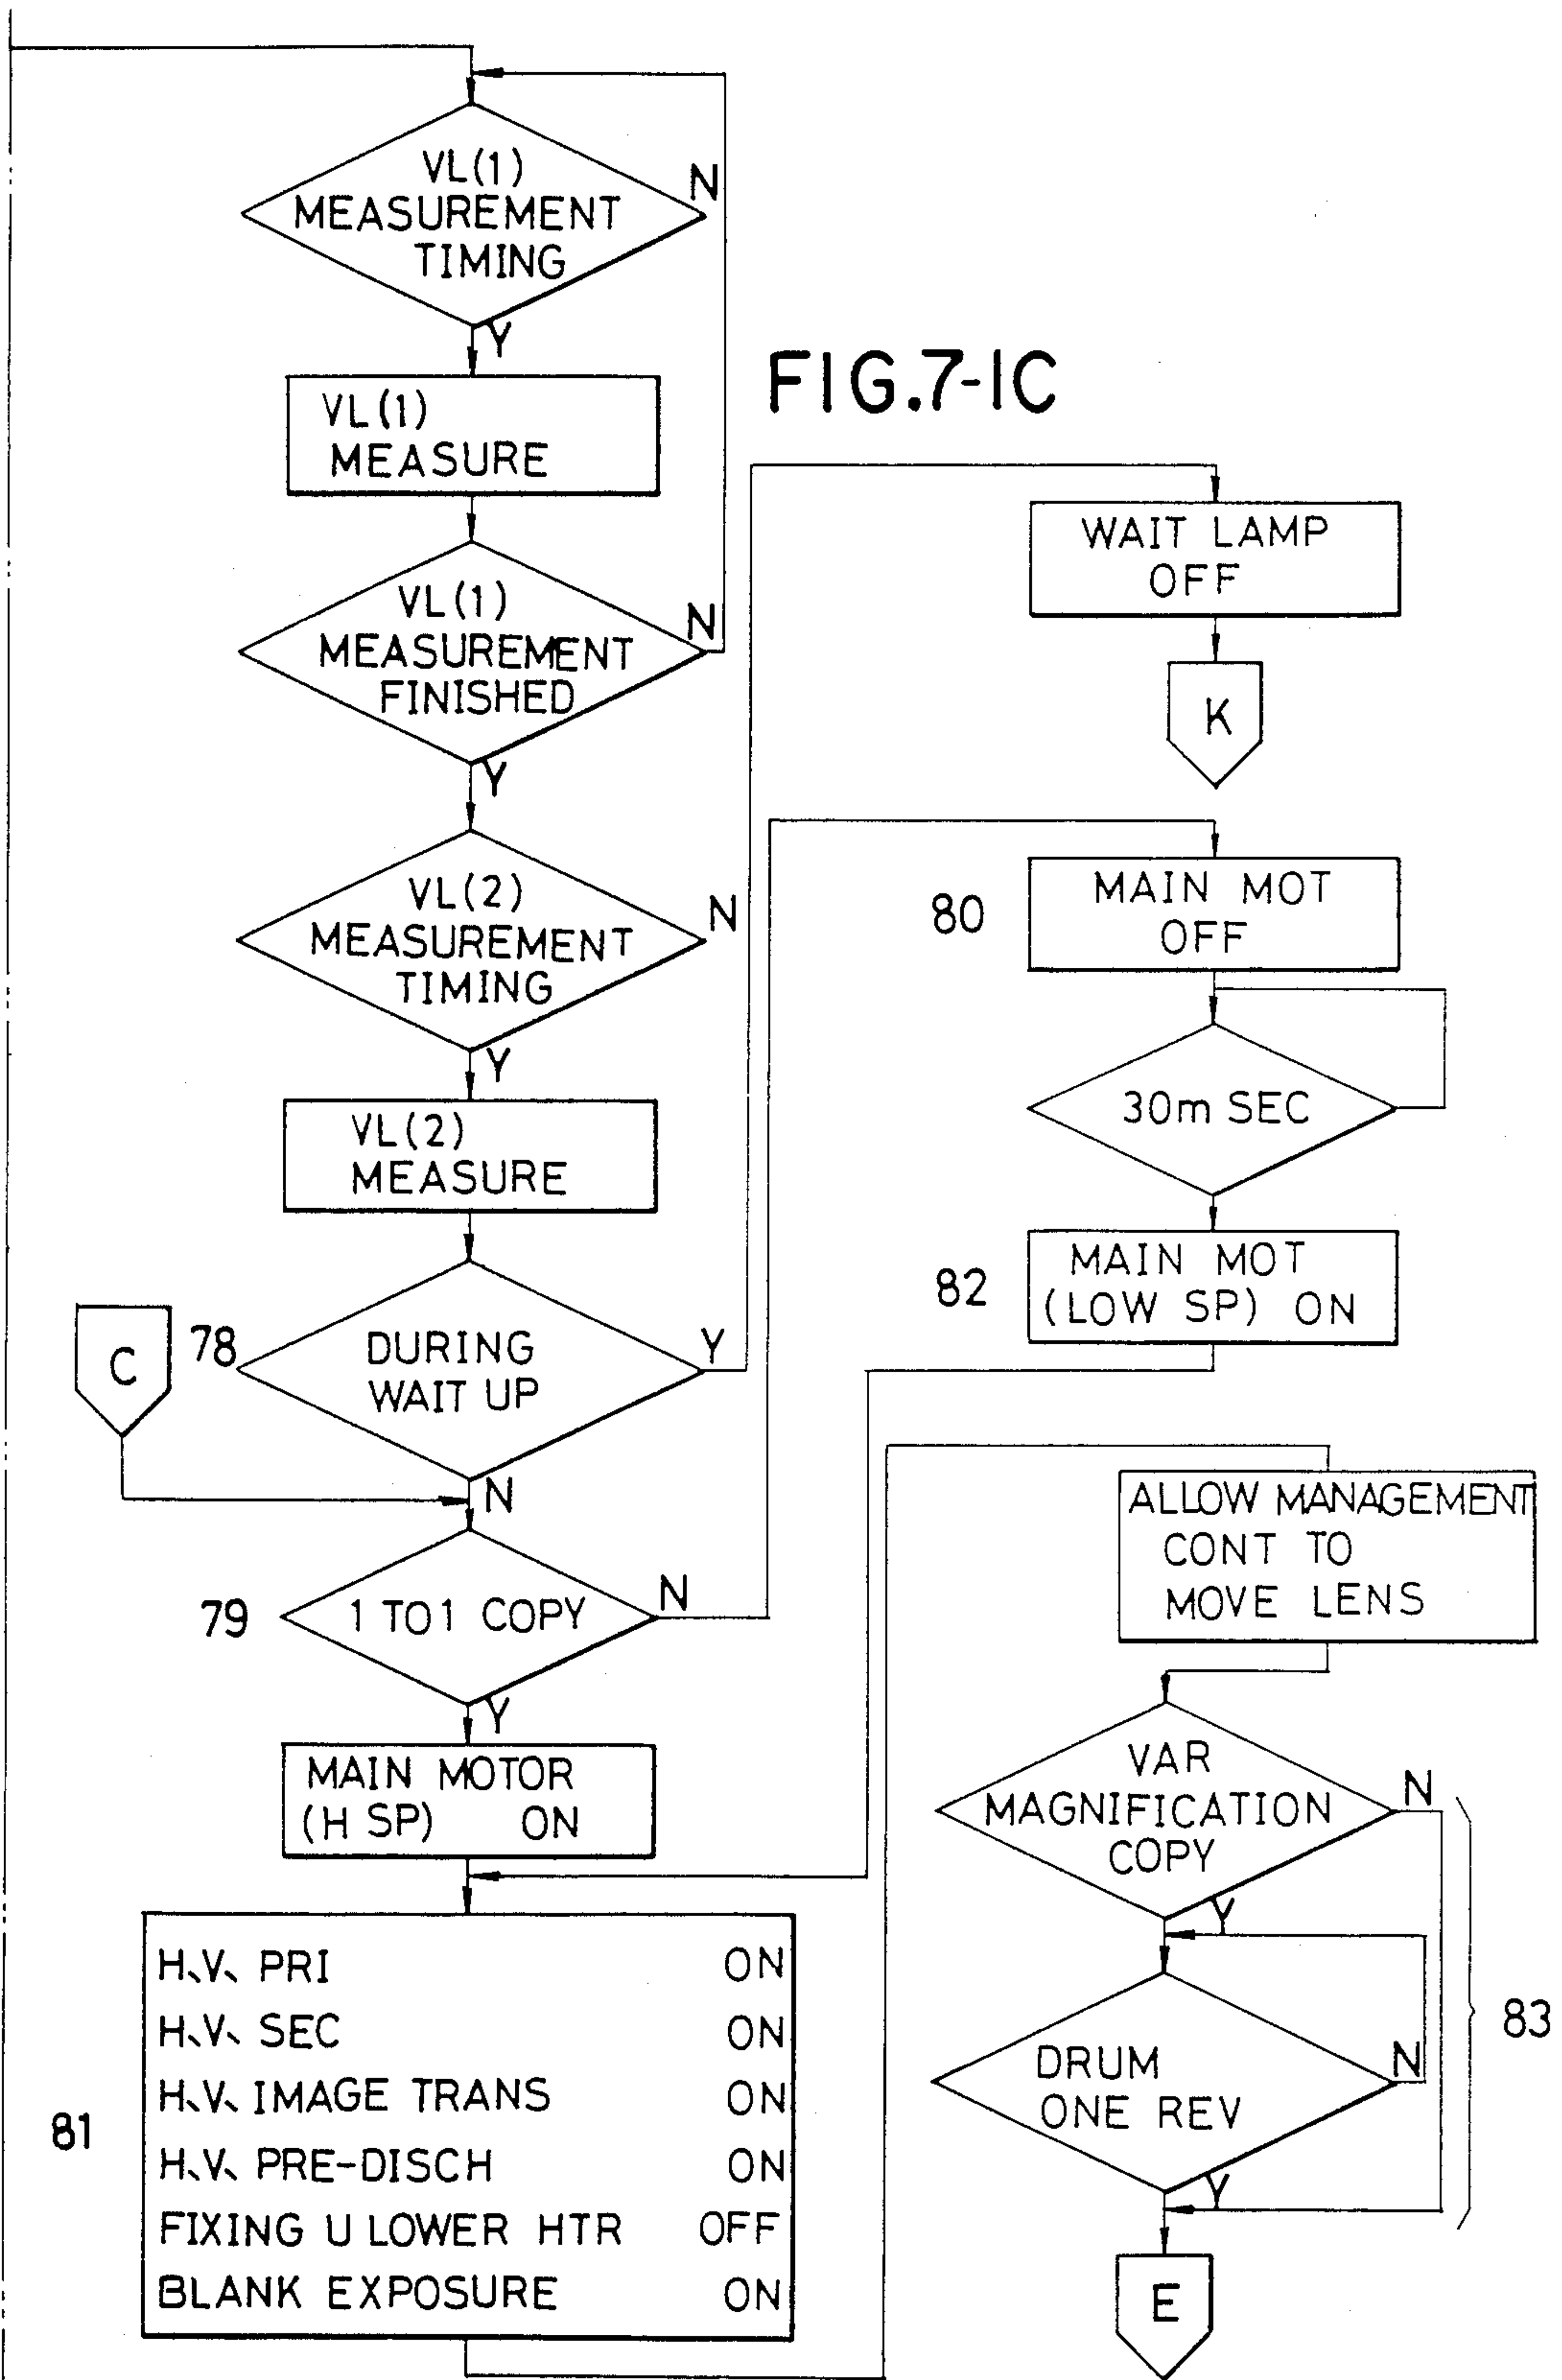 VL(1)
MEASUREMENT
TIMING
N
Y
FIG.7-1C
VL(1)
MEASURE
VL(1)
MEASUREMENT
FINISHED
N
Y
VL(2)
MEASUREMENT
TIMING
N
Y
VL(2)
MEASURE
C
78
DURING
WAIT UP
Y
N
79
1 TO 1 COPY
N
Y
MAIN MOTOR
(H SP) ON
81
H.V. PRI ON
H.V. SEC ON
H.V. IMAGE TRANS ON
H.V. PRE-DISCH ON
FIXING U LOWER HTR OFF
BLANK EXPOSURE ON
WAIT LAMP
OFF
K
80
MAIN MOT
OFF
30m SEC
82
MAIN MOT
(LOW SP) ON
ALLOW MANAGEMENT
CONT TO
MOVE LENS
VAR
MAGNIFICATION
COPY
N
Y
DRUM
ONE REV
N
Y
83
E